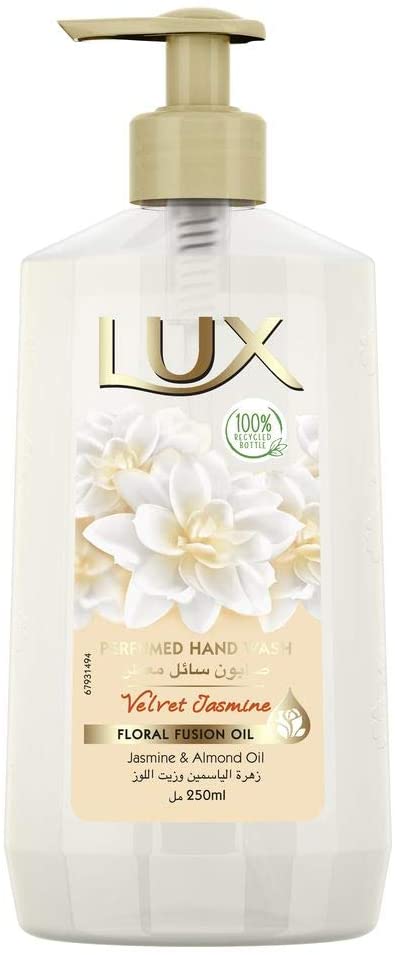 LUX
100%
RECYCLED
BOTTLE
PERFUMED HAND WASH
صابون سائل معطر
67931494
Velvet Jasmine
FLORAL FUSION OIL
Jasmine & Almond Oil
زهرة الياسمين وزيت اللوز
250ml مل